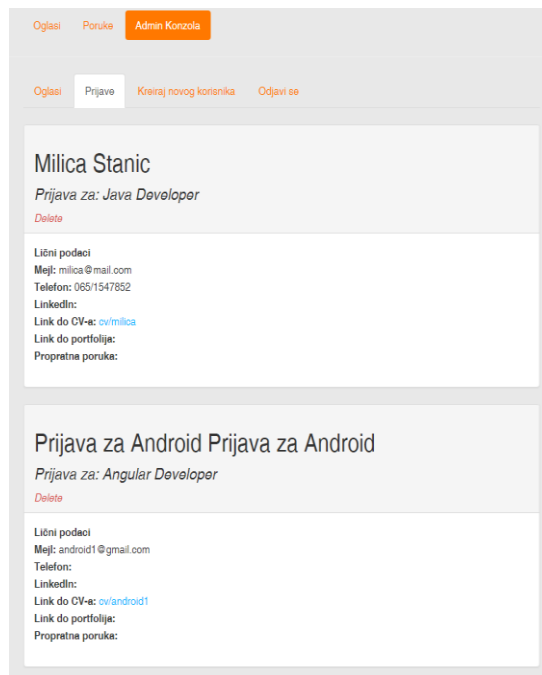 Oglasi Poruke Admin Konzola
Oglasi Prijave Kreiraj novog korisnika Odjavi se
Milica Stanic
Prijava za: Java Developer
Delete
Lični podaci
Mejl: milica@mail.com
Telefon: 065/1547852
LinkedIn:
Link do CV-a: cv/milica
Link do portfolija:
Propratna poruka:
Prijava za Android Prijava za Android
Prijava za: Angular Developer
Delete
Lični podaci
Mejl: android1@gmail.com
Telefon:
LinkedIn:
Link do CV-a: cv/android1
Link do portfolija:
Propratna poruka: